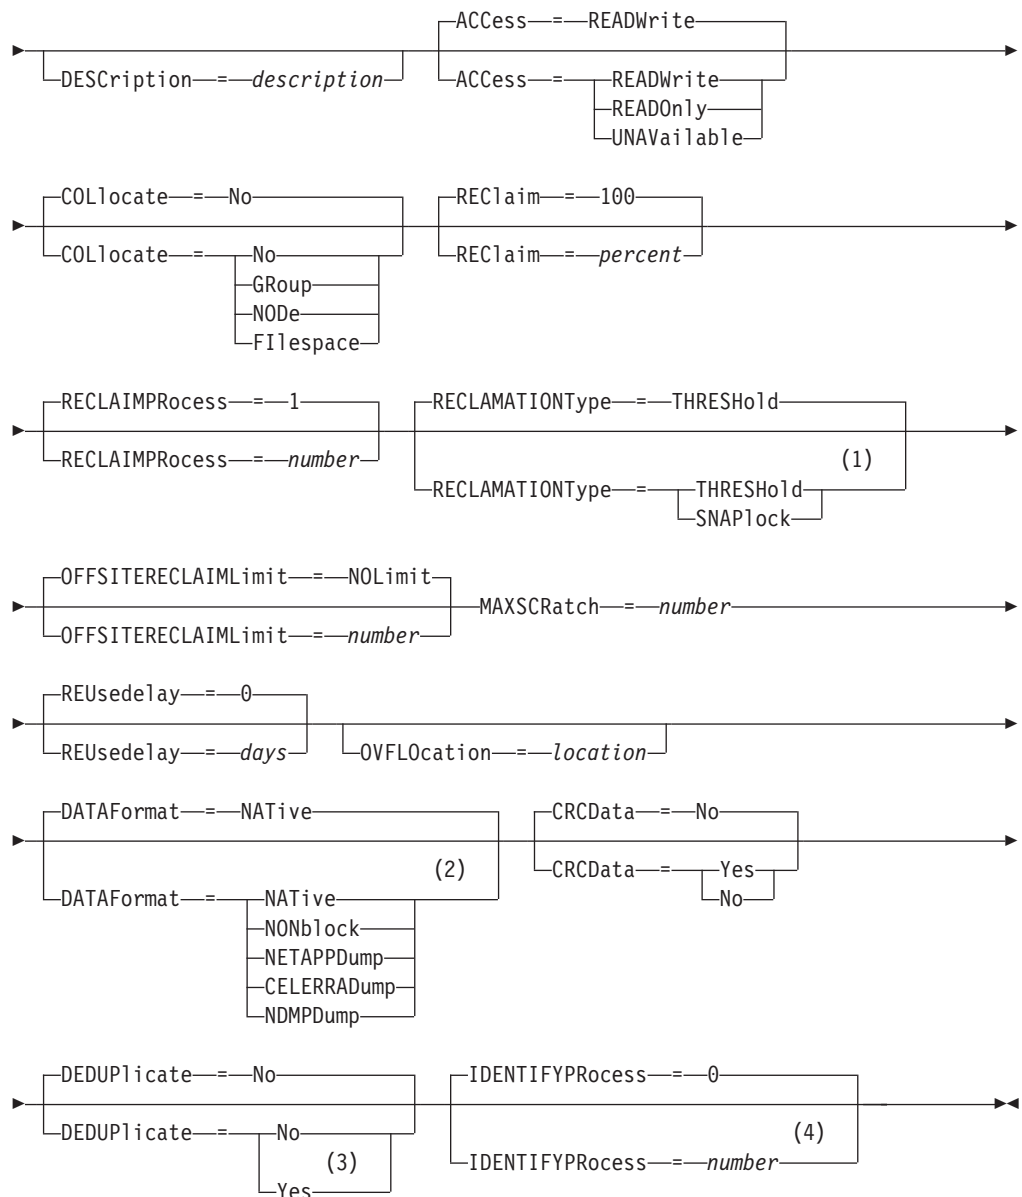 ACCess = READWrite
DESCription = description ACCess = READWrite
READOnly
UNAVailable
COLlocate = No REClaim = 100
COLlocate = No REClaim = percent
GRoup
NODe
FIlespace
RECLAIMPRocess = 1 RECLAMATIONType = THRESHold
RECLAIMPRocess = number (1)
RECLAMATIONType = THRESHold
SNAPlock
OFFSITERECLAIMLimit = NOLimit
MAXSCRatch = number
OFFSITERECLAIMLimit = number
REUsedelay = 0
REUsedelay = days OVFLOcation = location
DATAFormat = NATive CRCData = No
(2) CRCData = Yes
DATAFormat = NATive No
NONblock
NETAPPDump
CELERRADump
NDMPDump
DEDUPlicate = No IDENTIFYPRocess = 0
DEDUPlicate = No (4)
(3) IDENTIFYPRocess = number
Yes